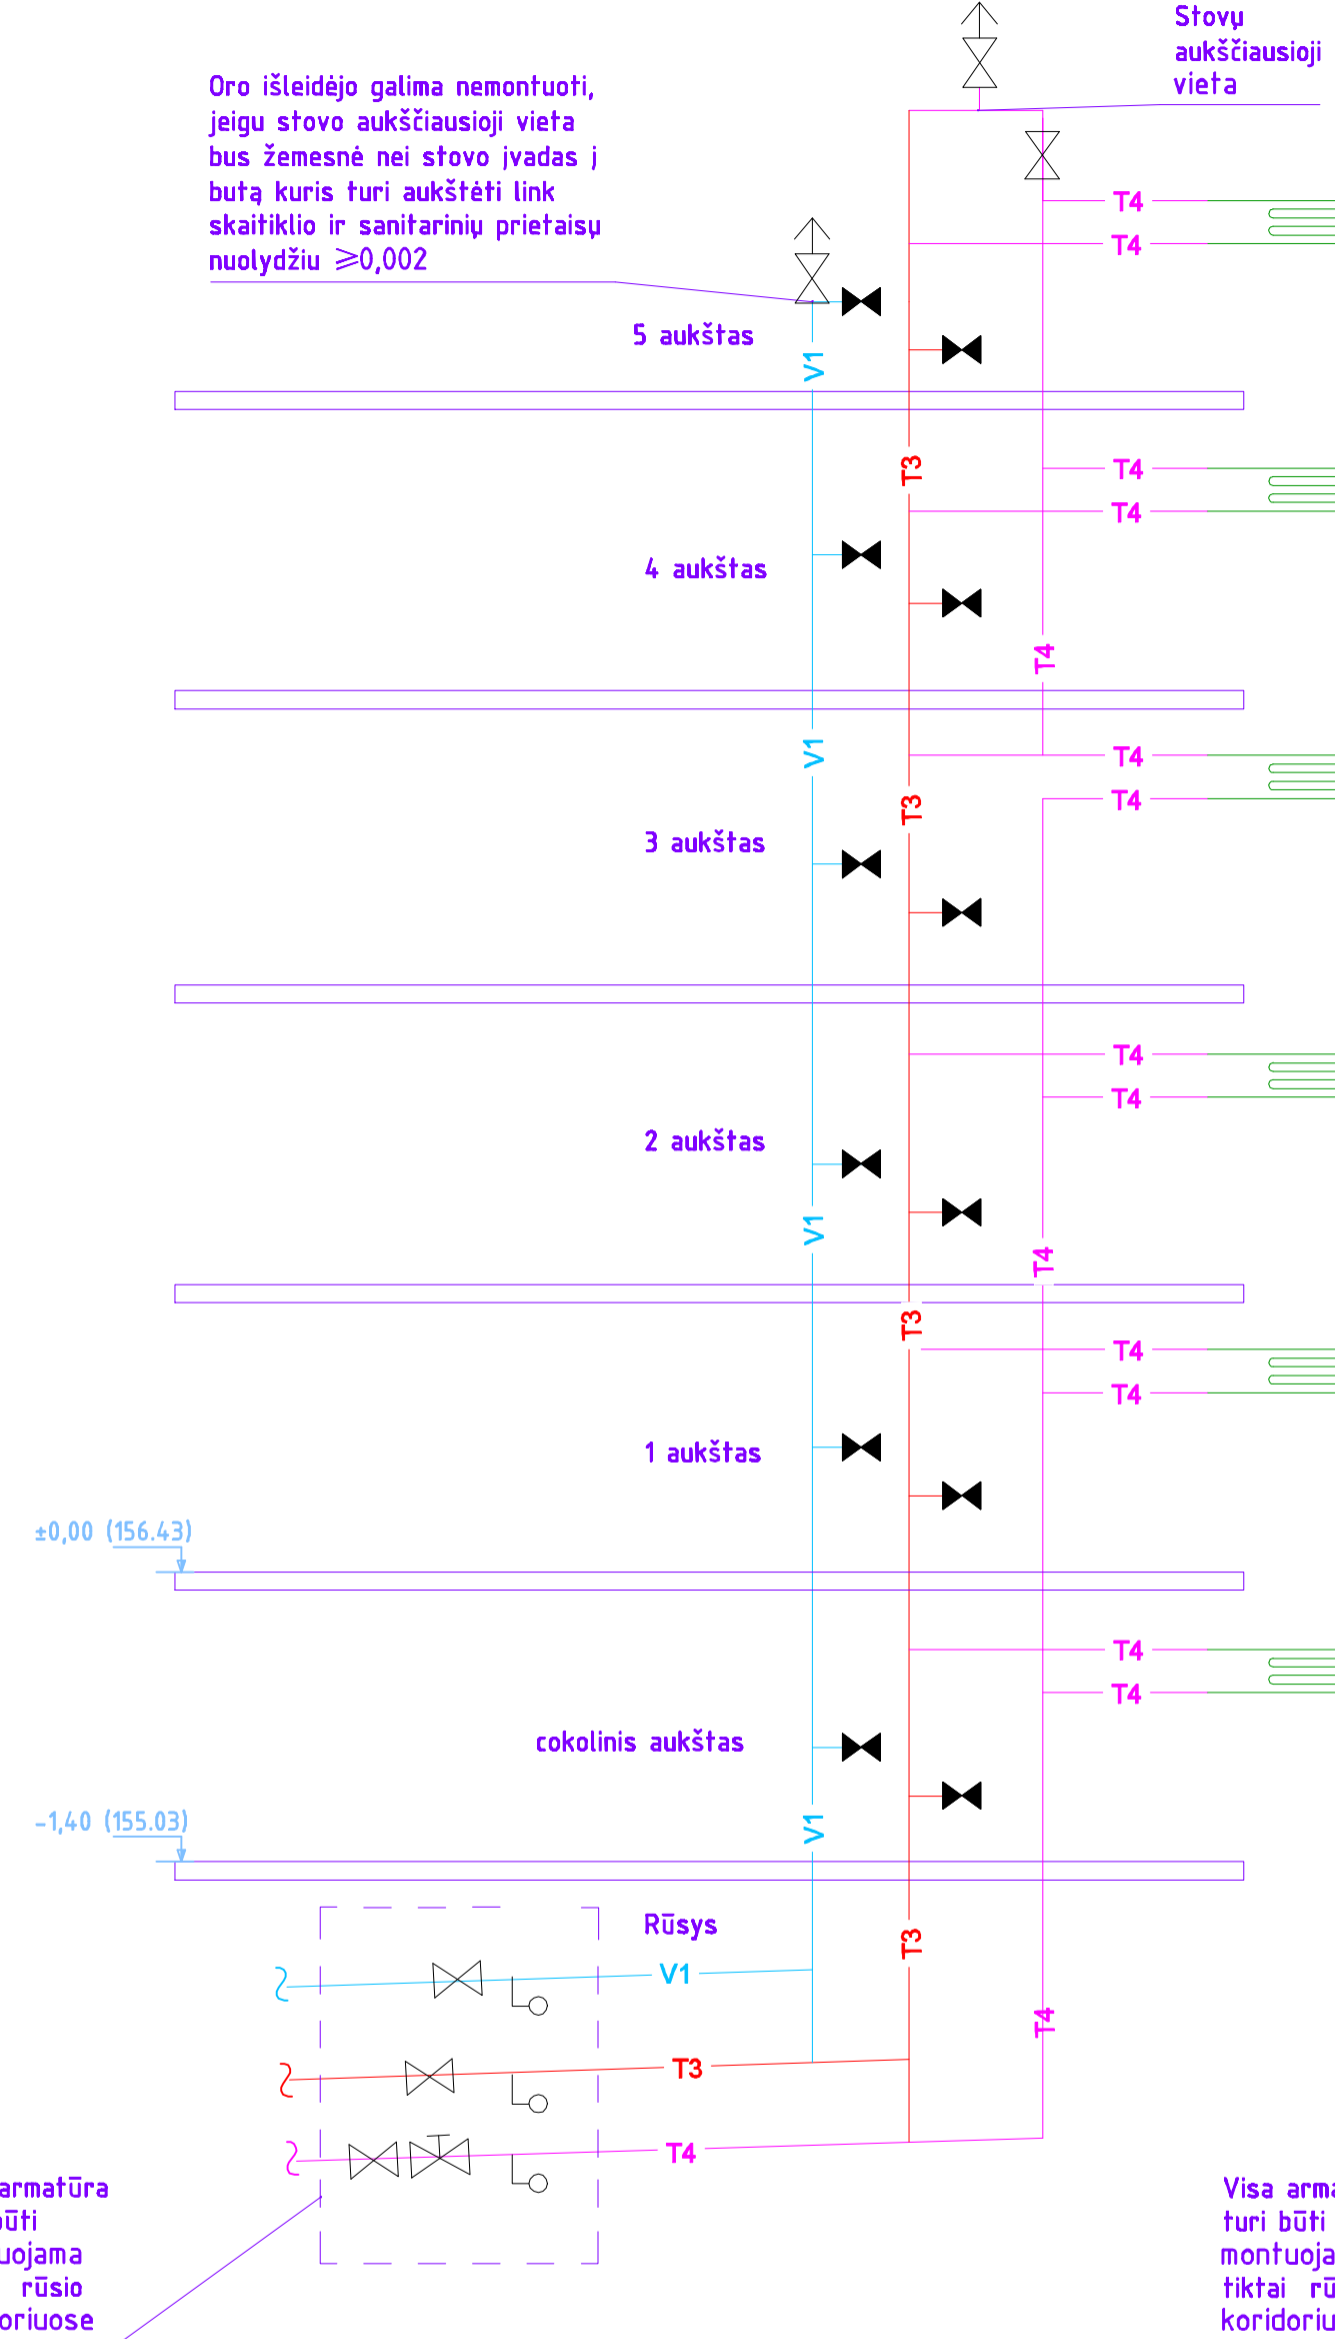 Stovų
aukščiausioji
vieta
Oro išleidėjo galima nemontuoti,
jeigu stovo aukščiausioji vieta
bus žemesnė nei stovo įvadas į
butą kuris turi aukštėti link
skaitiklio ir sanitarinių prietaisų
nuolydžiu ⩾0,002
T4
T4
5 aukštas
V1
T3
T4
T4
4 aukštas
T4
V1
T4
T3
T4
3 aukštas
T4
T4
2 aukštas
V1
T4
T3
T4
T4
1 aukštas
±0,00 (156.43)
T4
T4
cokolinis aukštas
-1,40 (155.03)
V1
Rūsys
T3
V1
T4
T3
T4
armatūra
būti
uojama
rūsio
oriuose
Visa arma
turi būti
montuoja
tiktai rū
koridoriu